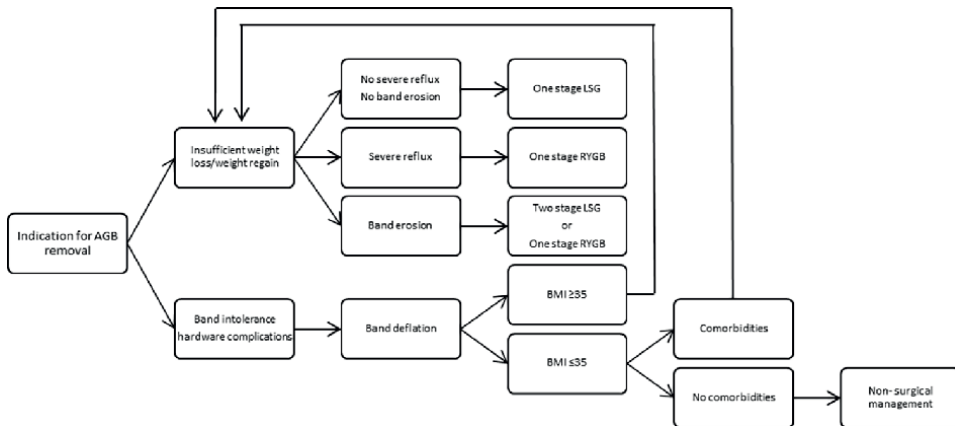 No severe reflux
No band erosion
One stage LSG
Insufficient weight
loss/weight regain
Severe reflux
One stage RYGB
Band erosion
Two stage LSG
or
One stage RYGB
Indication for AGB
removal
BMI ≥35
Band intolerance
hardware complications
Band deflation
Comorbidities
BMI ≤35
No comorbidities
Non- surgical
management